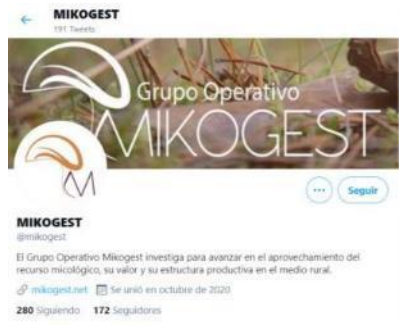 MIKOGEST
191 Tweets
Grupo Operativo
MIKOGEST
M
Seguir
MIKOGEST
@mikogest
El Grupo Operativo Mikogest investiga para avanzar en el aprovechamiento del
recurso micológico, su valor y su estructura productiva en el medio rural.
mikogest.net Se unió en octubre de 2020
280 Siguiendo 172 Seguidores